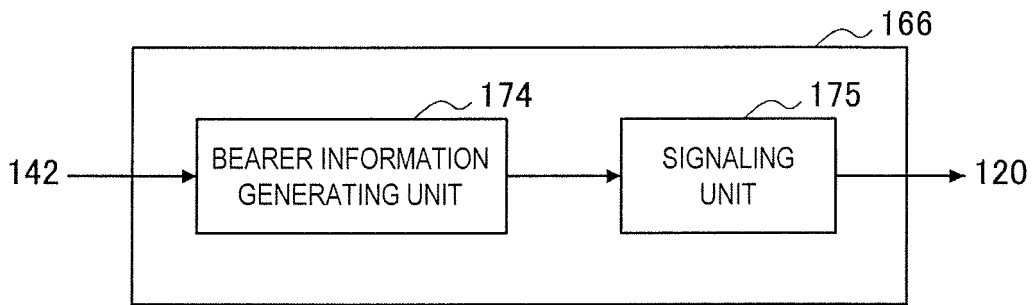 166
174
175
142
BEARER INFORMATION
GENERATING UNIT
SIGNALING
UNIT
120